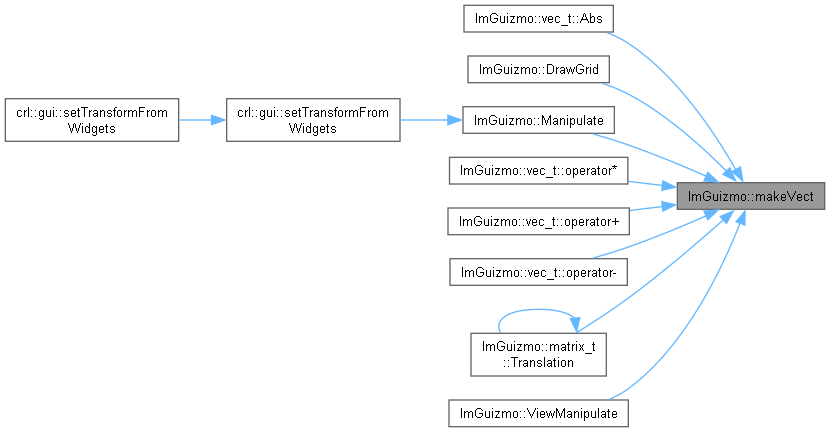 ImGuizmo::vec_t::Abs
ImGuizmo::DrawGrid
crl::gui::setTransformFrom
Widgets
crl::gui::setTransformFrom
Widgets
ImGuizmo::Manipulate
ImGuizmo::vec_t::operator*
ImGuizmo::makeVect
ImGuizmo::vec_t::operator+
ImGuizmo::vec_t::operator-
ImGuizmo::matrix_t
::Translation
ImGuizmo::ViewManipulate